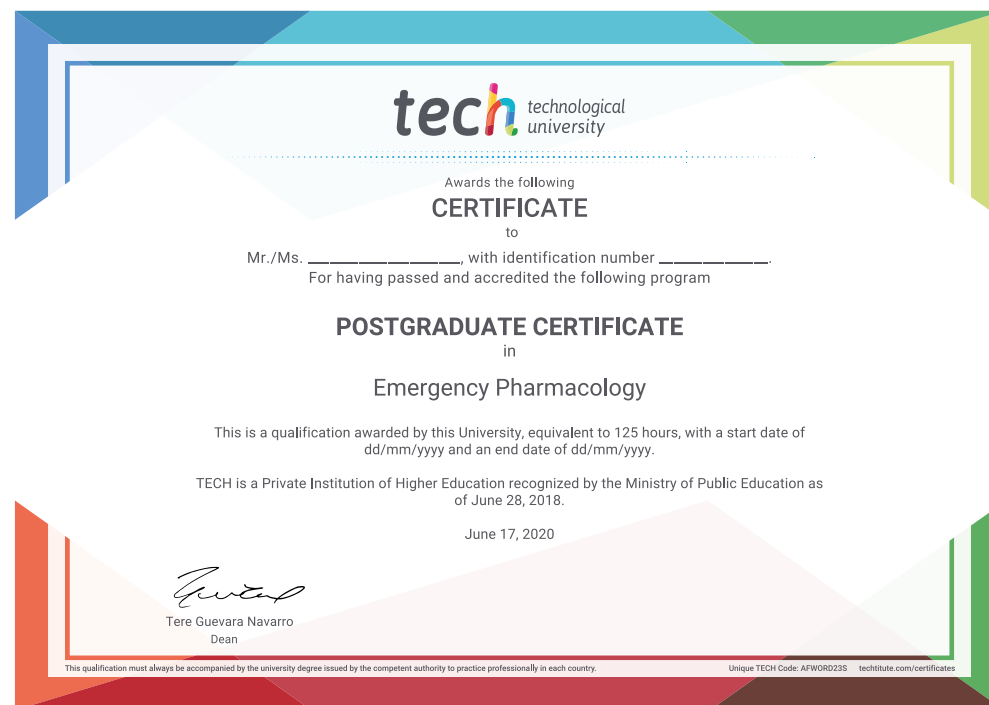 tech technological
university
Awards the following
CERTIFICATE
to
Mr./Ms. ____________________, with identification number ______________.
For having passed and accredited the following program
POSTGRADUATE CERTIFICATE
in
Emergency Pharmacology
This is a qualification awarded by this University, equivalent to 125 hours, with a start date of
dd/mm/yyyy and an end date of dd/mm/yyyy.
TECH is a Private Institution of Higher Education recognized by the Ministry of Public Education as
of June 28, 2018.
June 17, 2020
Tere Guevara Navarro
Dean
This qualification must always be accompanied by the university degree issued by the competent authority to practice professionally in each country.
Unique TECH Code: AFWORD23S techtitute.com/certificates